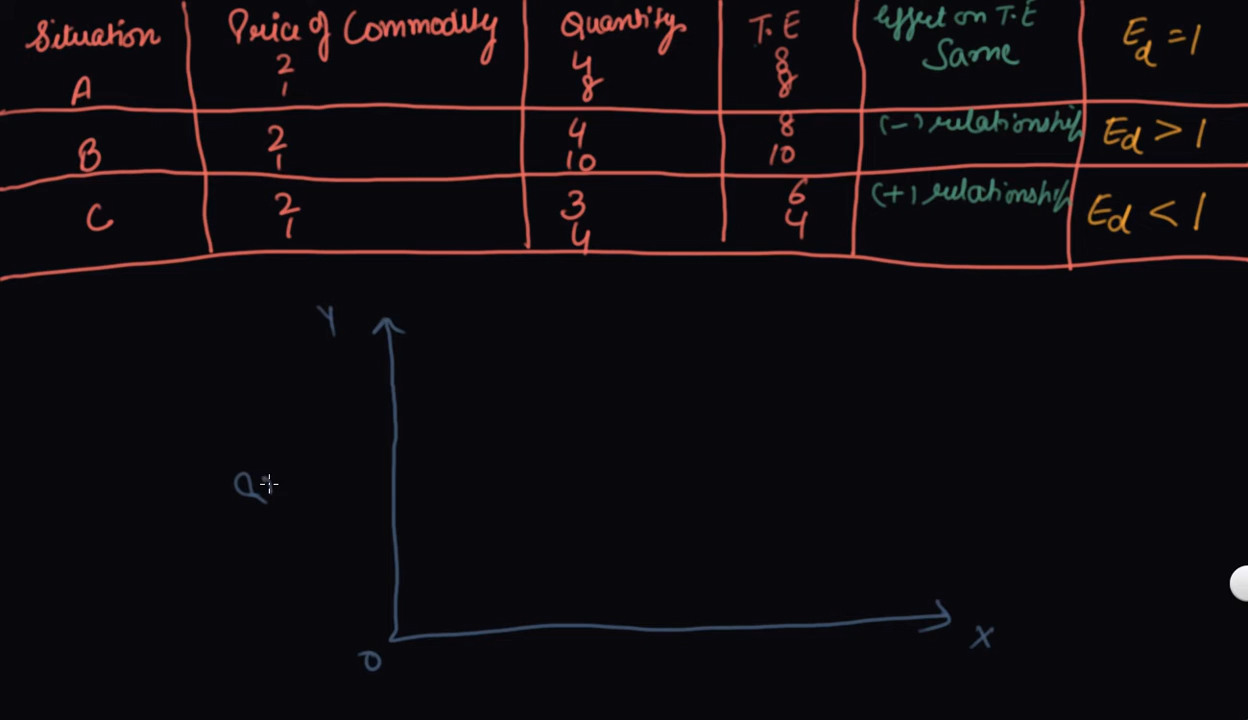 Situation Price of Commodity Quantity T.E effect on T.E
A 2 4 8 Same Ed = 1
1 8 8
B 2 4 8 (-) relationship Ed > 1
1 10 10
C 2 3 6 (+) relationship Ed < 1
1 4 4
Y
O
X